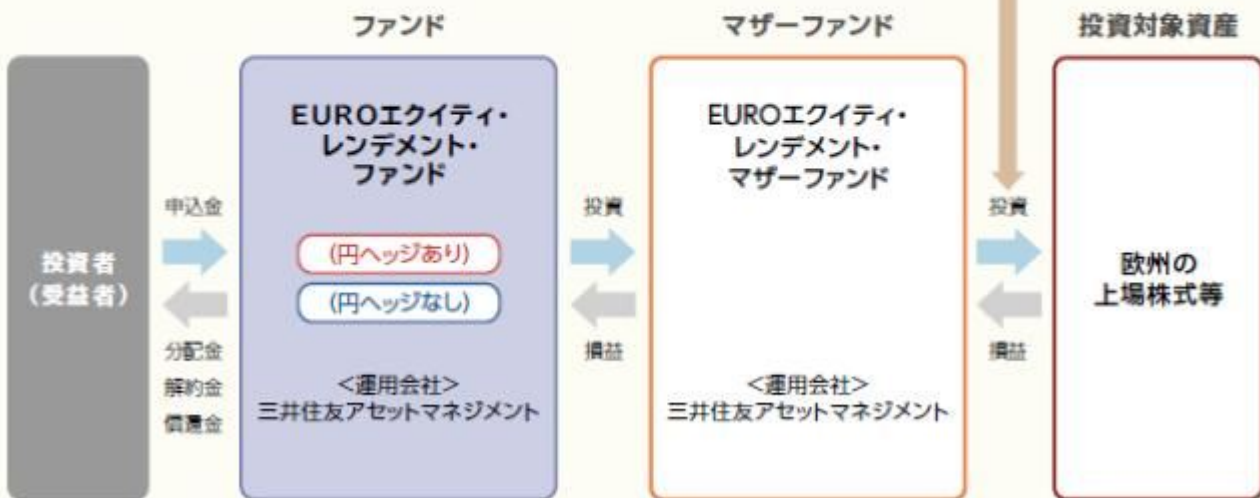 ファンド
マザーファンド
投資対象資産
投資者
(受益者)
申込金
分配金
解約金
償還金
EUROエクイティ・
レンデメント・
ファンド
(円ヘッジあり)
(円ヘッジなし)
<運用会社>
三井住友アセットマネジメント
投資
損益
EUROエクイティ・
レンデメント・
マザーファンド
<運用会社>
三井住友アセットマネジメント
投資
損益
欧州の
上場株式等